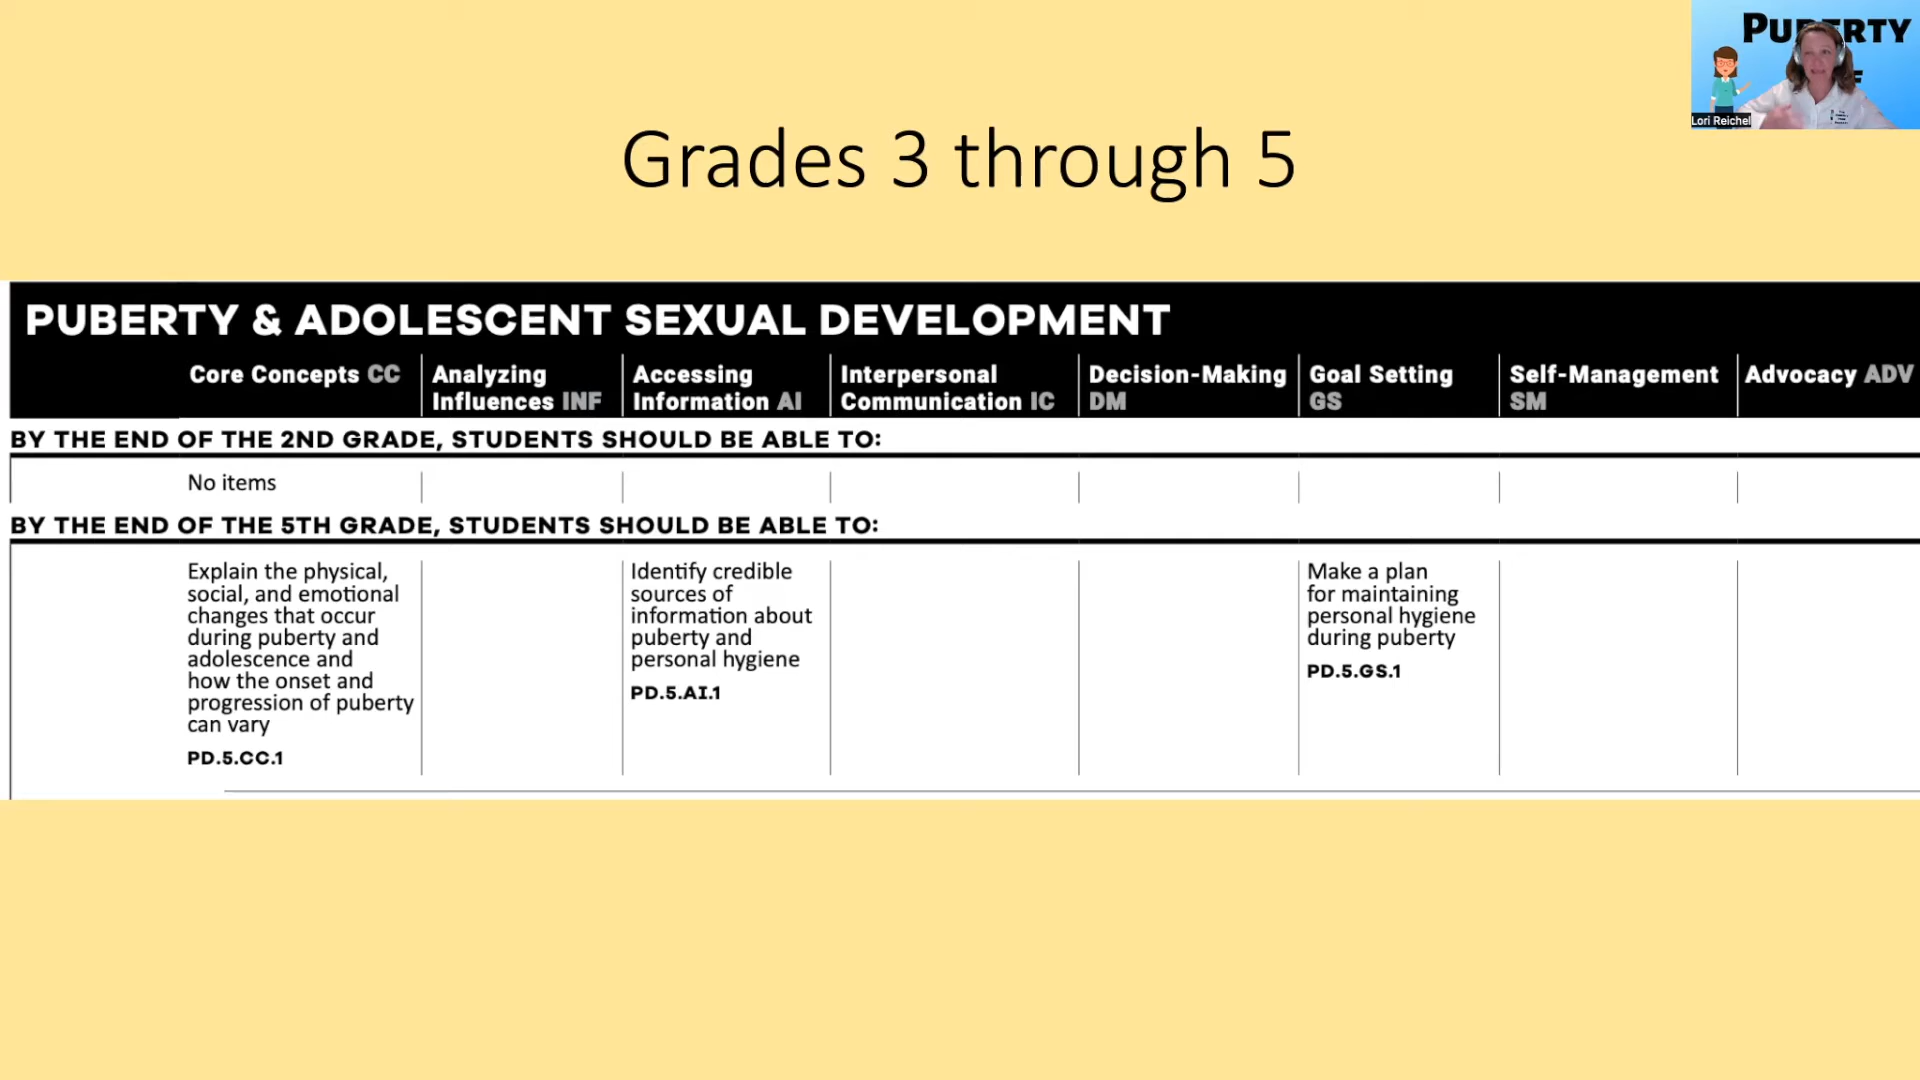 PUBERTY
Lori Reichel
Grades 3 through 5
PUBERTY & ADOLESCENT SEXUAL DEVELOPMENT
Core Concepts CC
Analyzing
Influences INF
Accessing
Information AI
Interpersonal
Communication IC
Decision-Making
DM
Goal Setting
GS
Self-Management
SM
Advocacy ADV
BY THE END OF THE 2ND GRADE, STUDENTS SHOULD BE ABLE TO:
No items
BY THE END OF THE 5TH GRADE, STUDENTS SHOULD BE ABLE TO:
Explain the physical,
social, and emotional
changes that occur
during puberty and
adolescence and
how the onset and
progression of puberty
can vary
PD.5.CC.1
Identify credible
sources of
information about
puberty and
personal hygiene
PD.5.AI.1
Make a plan
for maintaining
personal hygiene
during puberty
PD.5.GS.1